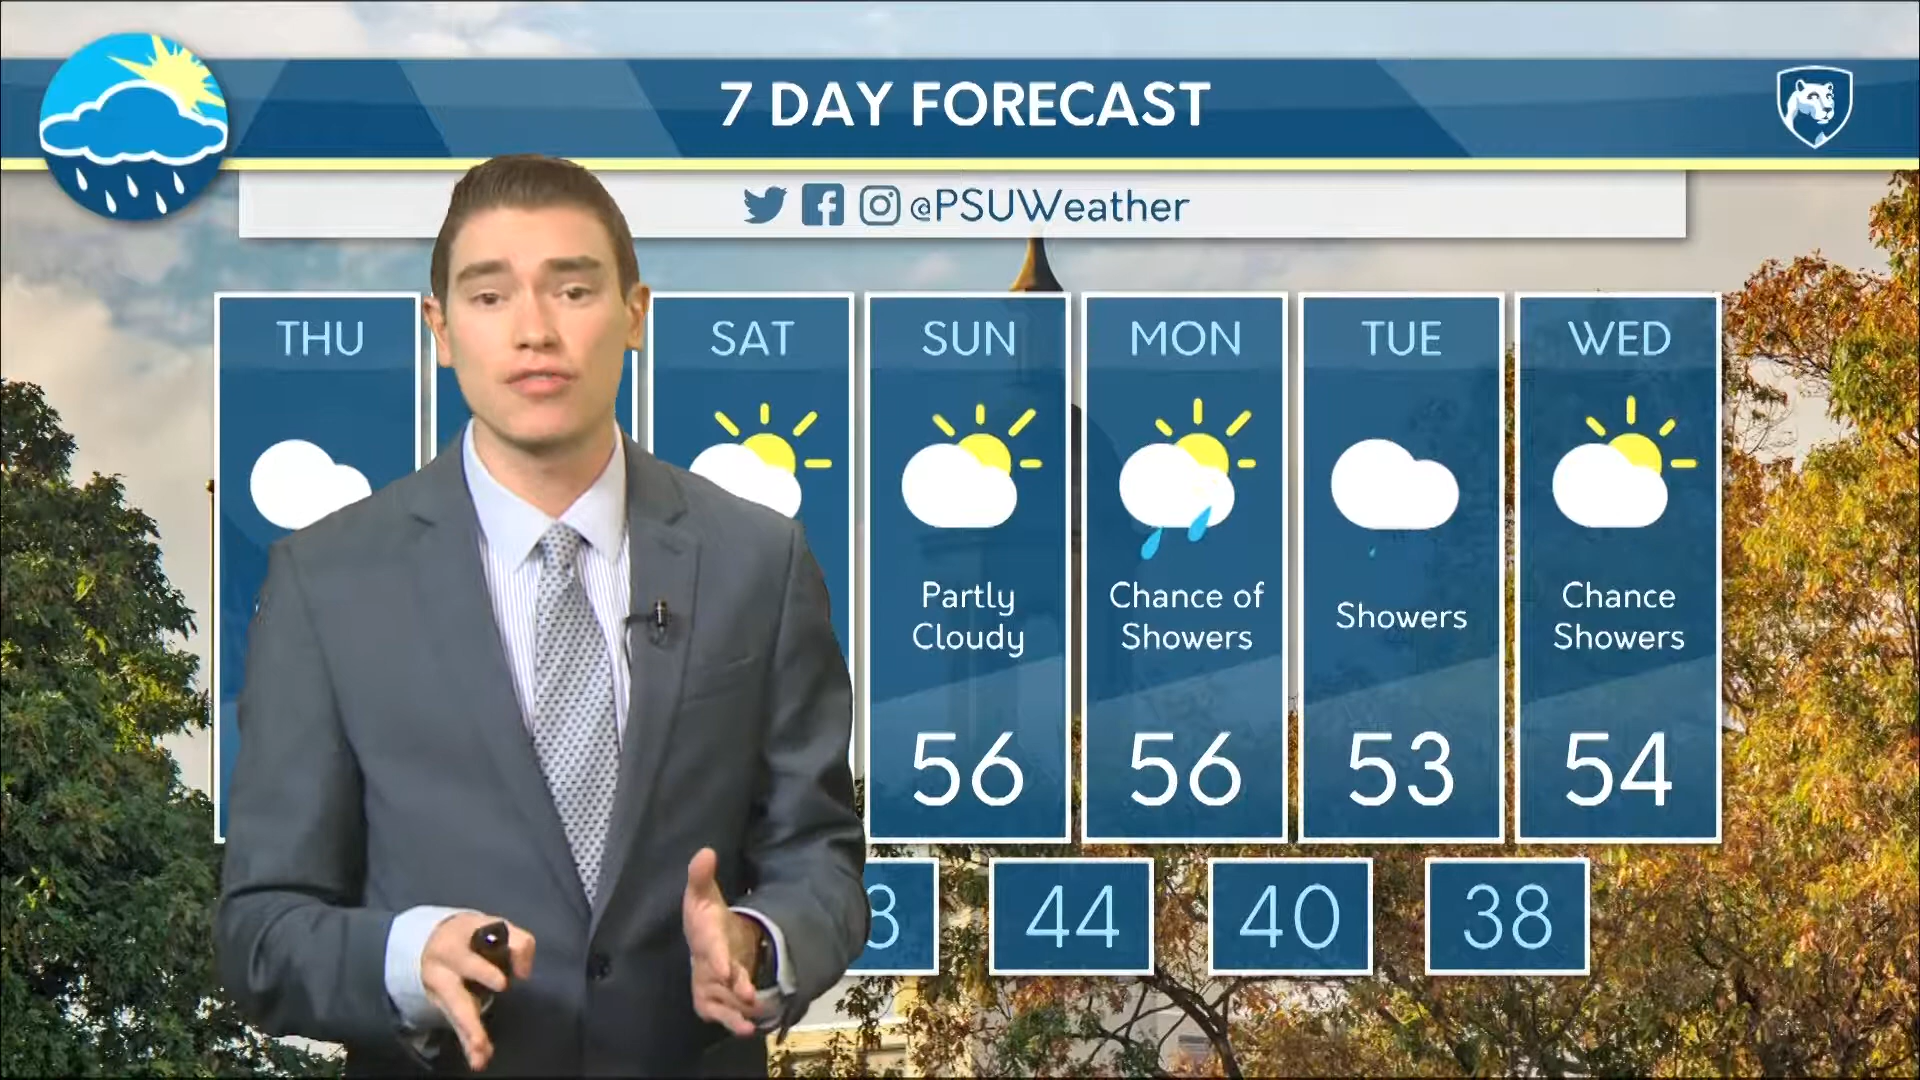 7 DAY FORECAST
@PSUWeather
THU
SAT
SUN
MON
TUE
WED
Partly
Cloudy
Chance of
Showers
Showers
Chance
Showers
56
56
53
54
44
40
38